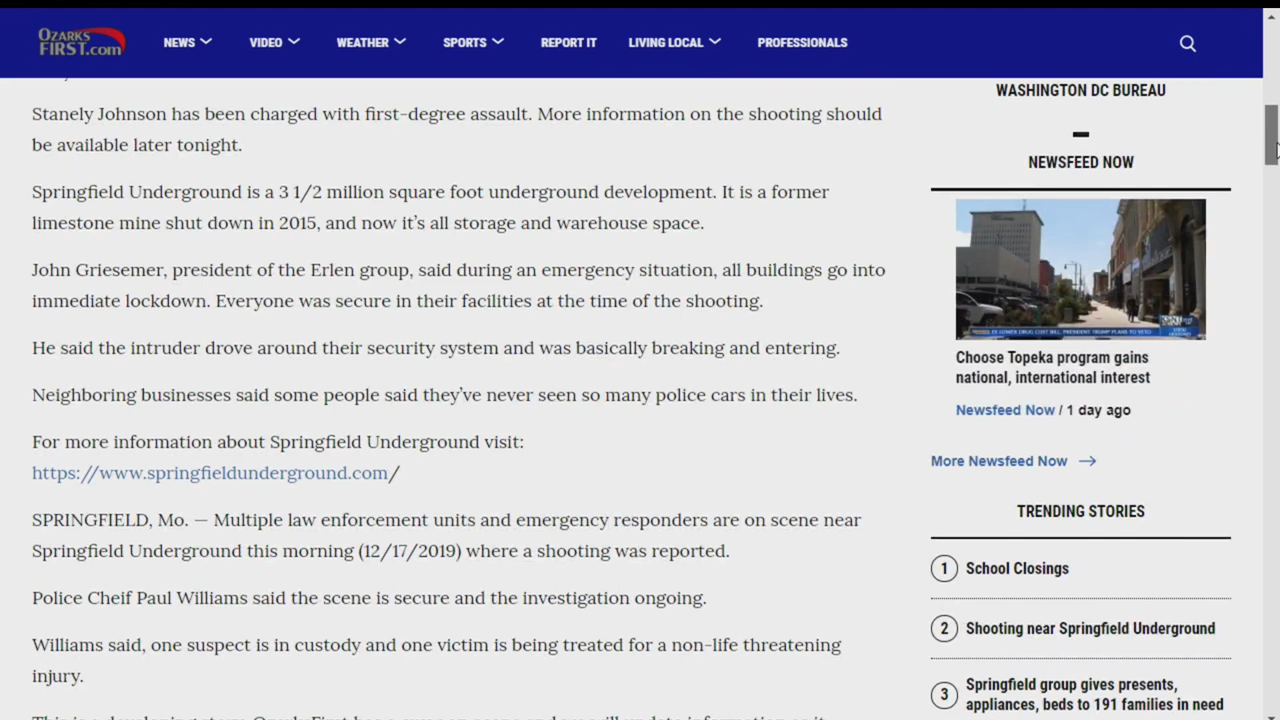 OZARKS
FIRST.com
NEWS
VIDEO
WEATHER
SPORTS
REPORT IT
LIVING LOCAL
PROFESSIONALS
Stanely Johnson has been charged with first-degree assault. More information on the shooting should
be available later tonight.
Springfield Underground is a 3 1/2 million square foot underground development. It is a former
limestone mine shut down in 2015, and now it's all storage and warehouse space.
John Griesemer, president of the Erlen group, said during an emergency situation, all buildings go into
immediate lockdown. Everyone was secure in their facilities at the time of the shooting.
He said the intruder drove around their security system and was basically breaking and entering.
Neighboring businesses said some people said they've never seen so many police cars in their lives.
For more information about Springfield Underground visit:
https://www.springfieldunderground.com/
SPRINGFIELD, Mo. — Multiple law enforcement units and emergency responders are on scene near
Springfield Underground this morning (12/17/2019) where a shooting was reported.
Police Cheif Paul Williams said the scene is secure and the investigation ongoing.
Williams said, one suspect is in custody and one victim is being treated for a non-life threatening
injury.
WASHINGTON DC BUREAU
NEWSFEED NOW
Choose Topeka program gains
national, international interest
Newsfeed Now / 1 day ago
More Newsfeed Now
TRENDING STORIES
1 School Closings
2 Shooting near Springfield Underground
3 Springfield group gives presents,
appliances, beds to 191 families in need